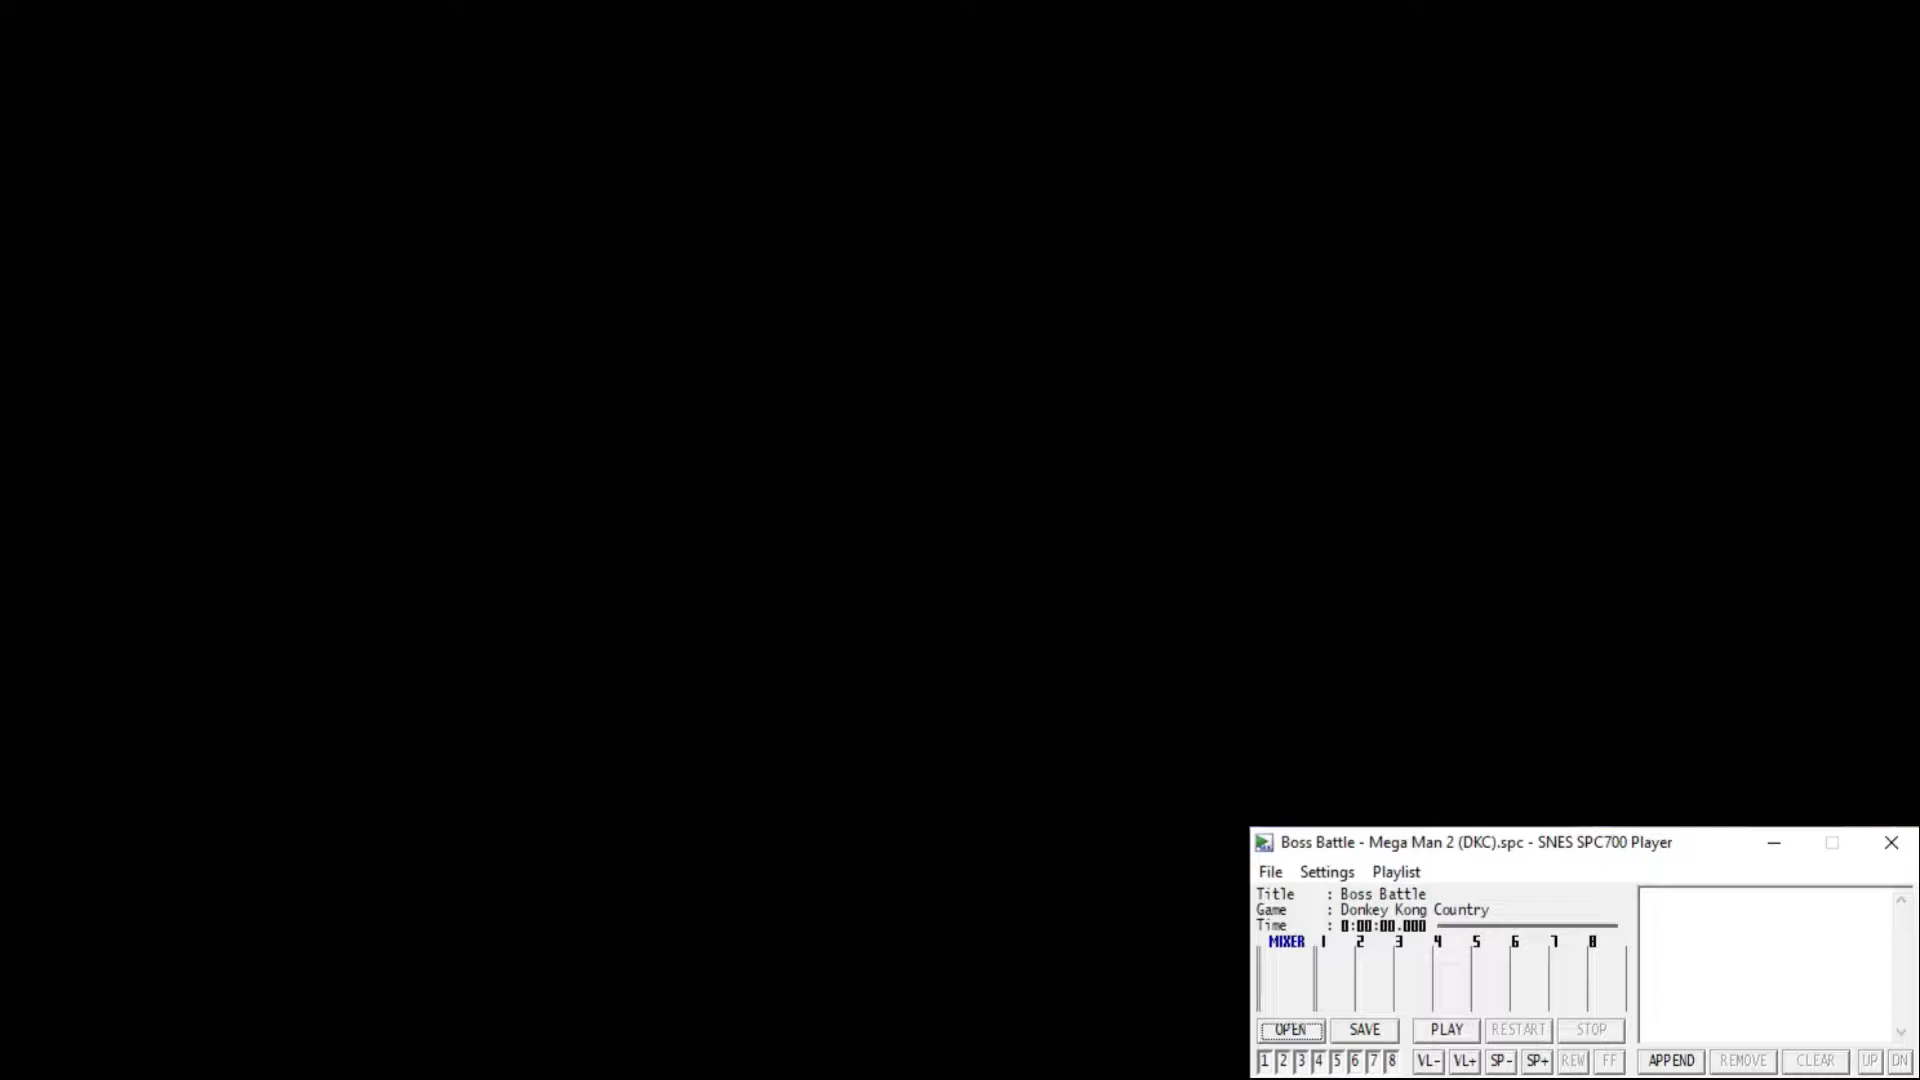 Boss Battle - Mega Man 2 (DKC).spc - SNES SPC700 Player
File Settings Playlist
Title : Boss Battle
Game : Donkey Kong Country
Time : 0:00:00.000
MIXER 1 2 3 4 5 6 7 8
OPEN SAVE PLAY RESTART STOP
1 2 3 4 5 6 7 8 VL- VL+ SP- SP+ REW FF APPEND REMOVE CLEAR UP DN